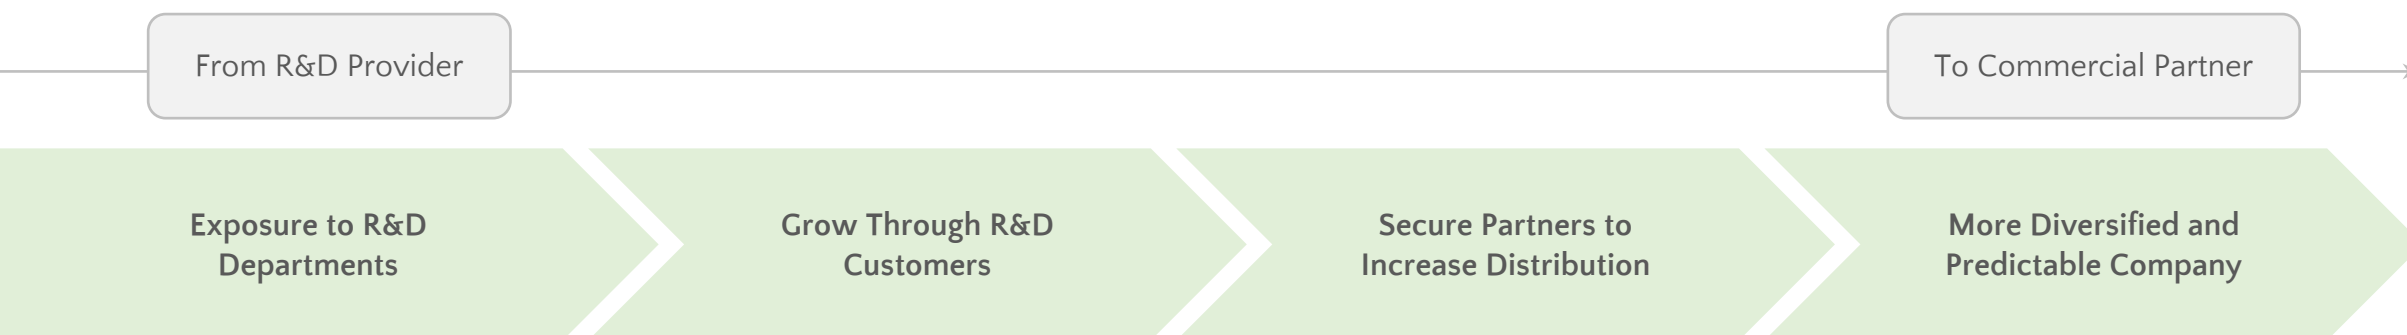 From R&D Provider
To Commercial Partner
Exposure to R&D
Departments
Grow Through R&D
Customers
Secure Partners to
Increase Distribution
More Diversified and
Predictable Company